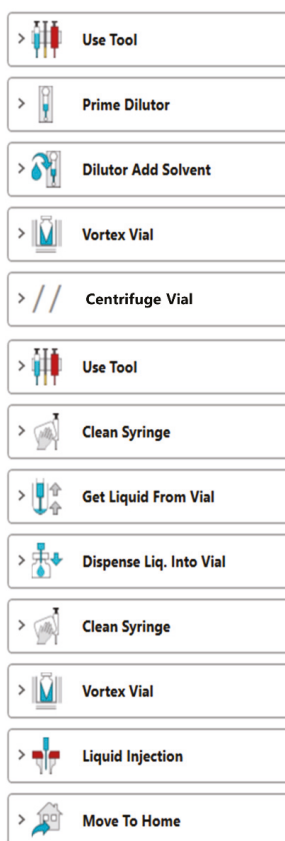 Use Tool
Prime Dilutor
Dilutor Add Solvent
Vortex Vial
Centrifuge Vial
Use Tool
Clean Syringe
Get Liquid From Vial
Dispense Liq. Into Vial
Clean Syringe
Vortex Vial
Liquid Injection
Move To Home